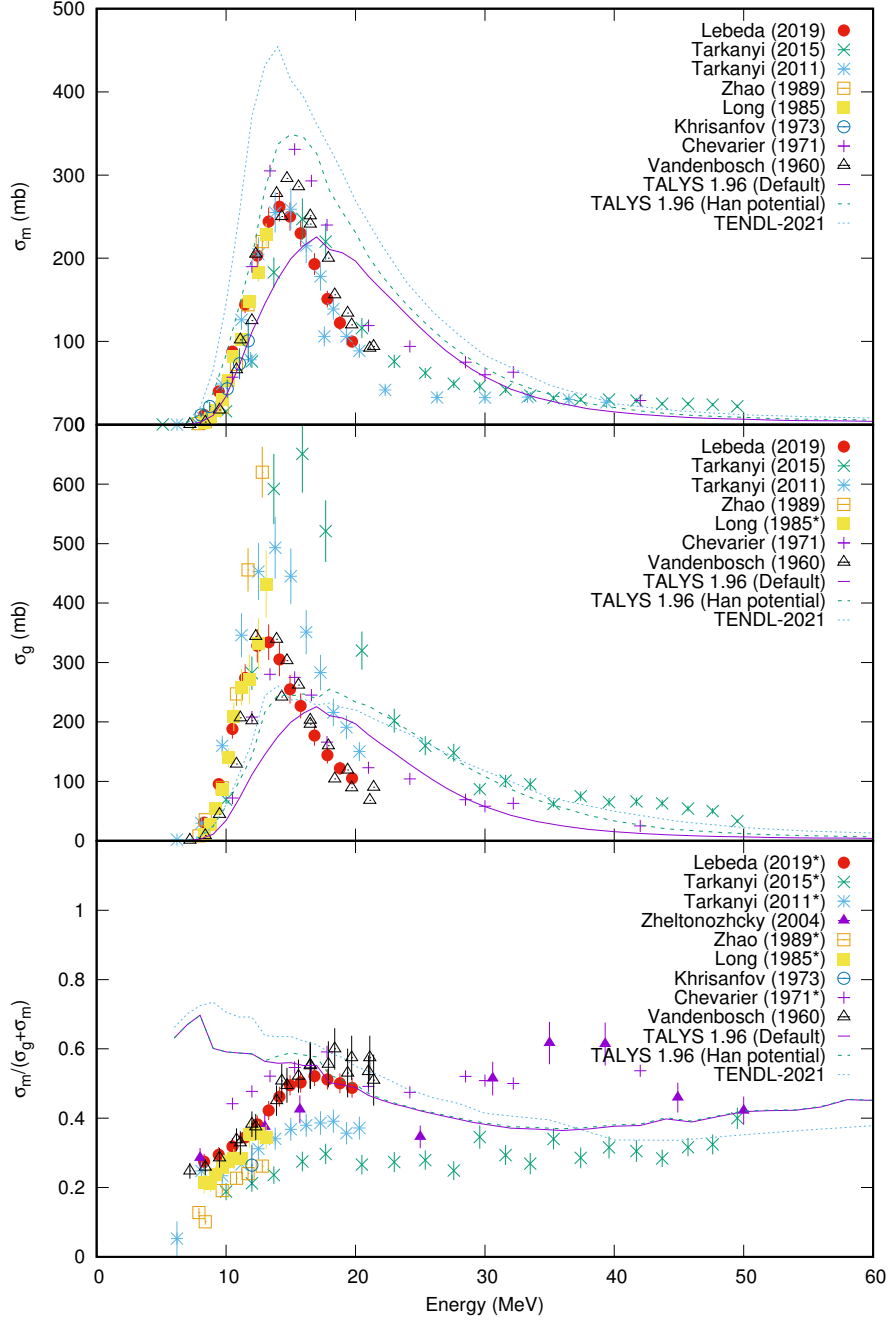 500
400
300
200
100
σm (mb)
Lebeda (2019)
Tarkanyi (2015)
Tarkanyi (2011)
Zhao (1989)
Long (1985)
Khrisanfov (1973)
Chevarier (1971)
Vandenbosch (1960)
TALYS 1.96 (Default)
TALYS 1.96 (Han potential)
TENDL-2021
700
600
500
400
300
200
100
0
σg (mb)
Lebeda (2019)
Tarkanyi (2015)
Tarkanyi (2011)
Zhao (1989)
Long (1985*)
Chevarier (1971)
Vandenbosch (1960)
TALYS 1.96 (Default)
TALYS 1.96 (Han potential)
TENDL-2021
1
0.8
0.6
0.4
0.2
0
σm/(σg+σm)
Lebeda (2019*)
Tarkanyi (2015*)
Tarkanyi (2011*)
Zheltonozhcky (2004)
Zhao (1989*)
Long (1985*)
Khrisanfov (1973)
Chevarier (1971*)
Vandenbosch (1960)
TALYS 1.96 (Default)
TALYS 1.96 (Han potential)
TENDL-2021
0 10 20 30 40 50 60
Energy (MeV)